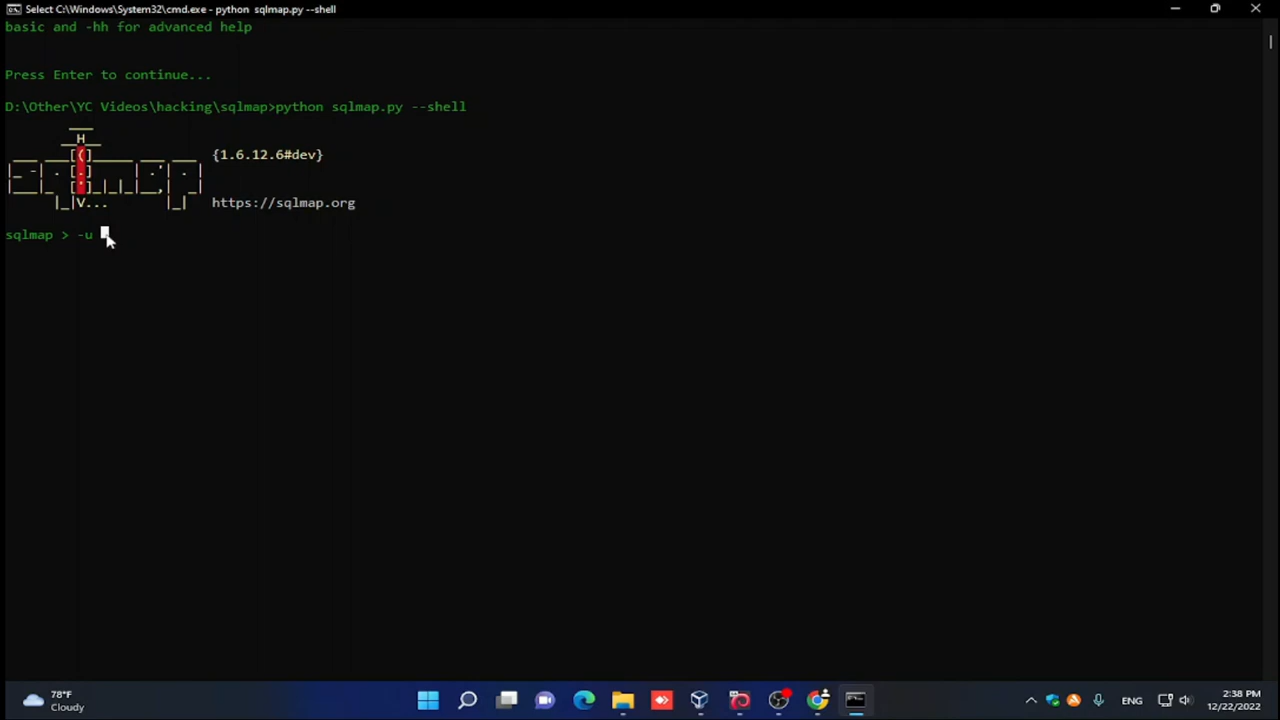 Select C:\Windows\System32\cmd.exe - python sqlmap.py --shell
basic and -hh for advanced help
Press Enter to continue...
D:\Other\YC Videos\hacking\sqlmap>python sqlmap.py --shell
H
{1.6.12.6#dev}
sqlmap
V...
https://sqlmap.org
sqlmap > -u
78°F
Cloudy
ENG
2:38 PM
12/22/2022